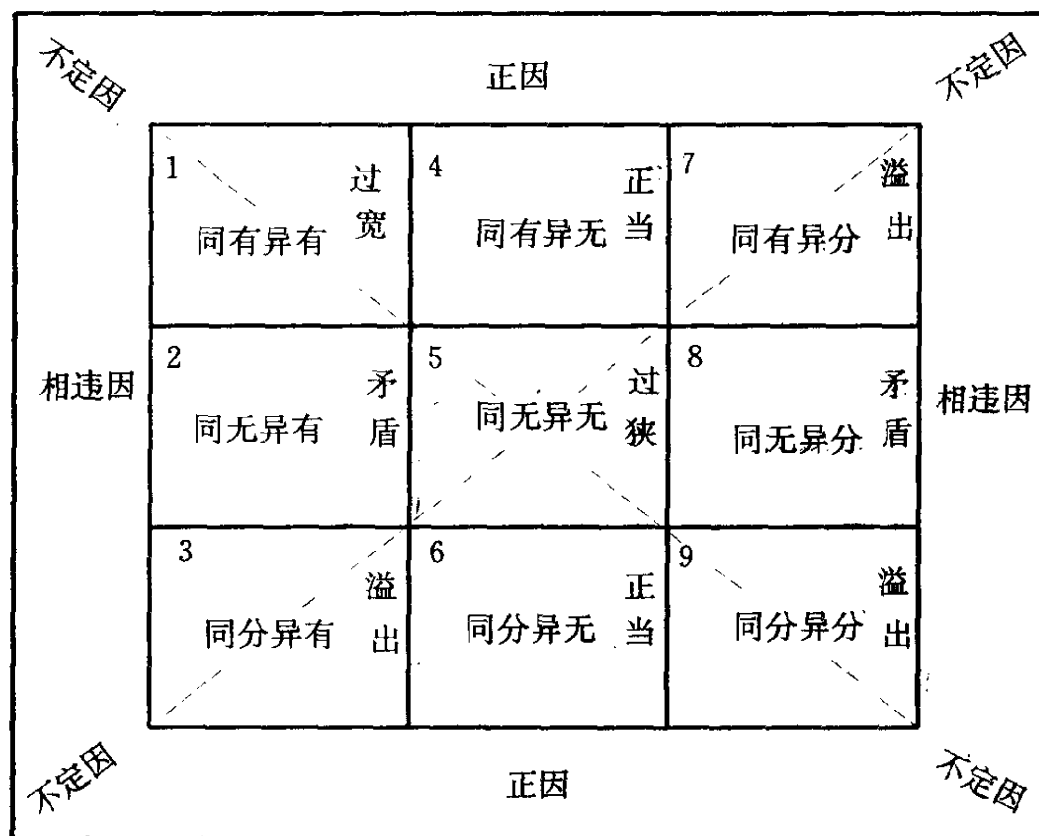 不定因 正因 不定因
1 过宽 4 正当 7 溢出
同有异有 同有异无 同有异分
相违因 2 矛盾 5 过狭 8 矛盾 相违因
同无异有 同无异无 同无异分
3 溢出 6 正当 9 溢出
同分异有 同分异无 同分异分
不定因 正因 不定因